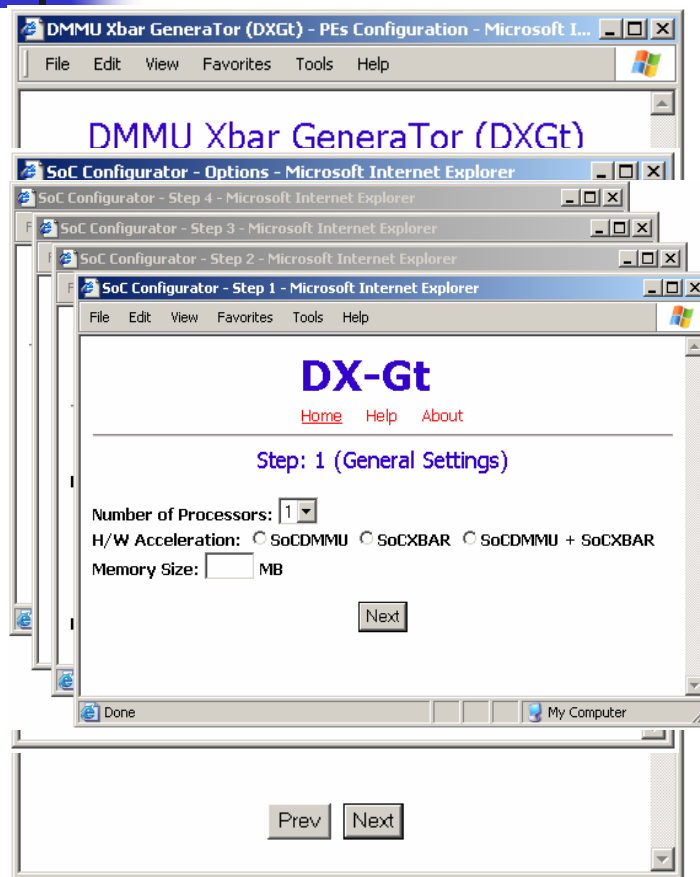 DMMU Xbar GeneraTor (DXGt) - PEs Configuration - Microsoft I...
File Edit View Favorites Tools Help
DMMU Xbar GeneraTor (DXGt)
SoC Configurator - Options - Microsoft Internet Explorer
SoC Configurator - Step 4 - Microsoft Internet Explorer
SoC Configurator - Step 3 - Microsoft Internet Explorer
SoC Configurator - Step 2 - Microsoft Internet Explorer
SoC Configurator - Step 1 - Microsoft Internet Explorer
File Edit View Favorites Tools Help
DX-Gt
Home Help About
Step: 1 (General Settings)
Number of Processors: 1
H/W Acceleration: SoCDMMU SoCXBAR SoCDMMU + SoCXBAR
Memory Size: MB
Next
Done My Computer
Prev Next